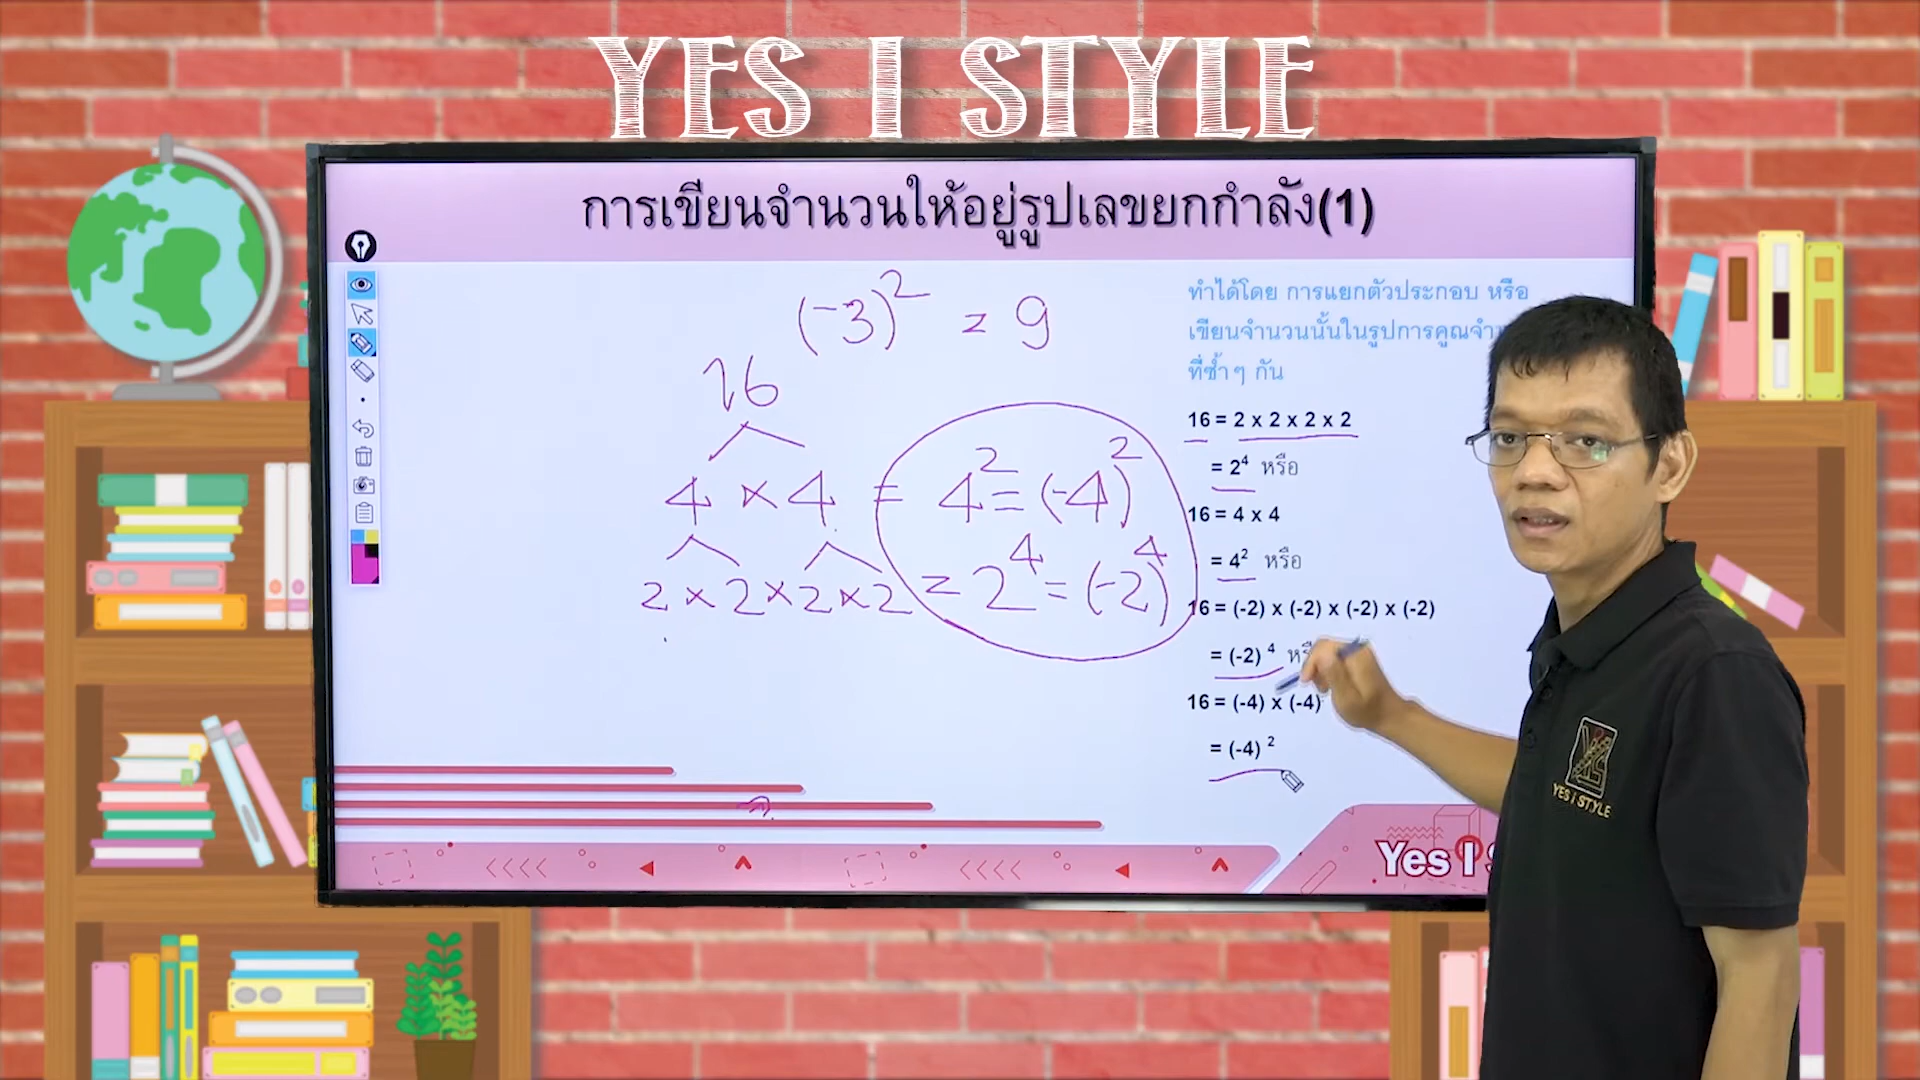 YES I STYLE
การเขียนจำนวนให้อยู่รูปเลขยกกำลัง(1)
(-3)² = 9
16
4 × 4 = 4² = (-4)²
2 × 2 × 2 × 2 = 2⁴ = (-2)⁴
ทำได้โดย การแยกตัวประกอบ หรือ
เขียนจำนวนนั้นในรูปการคูณ
ที่ซ้ำๆ กัน
16 = 2 x 2 x 2 x 2
= 2⁴ หรือ
16 = 4 x 4
= 4² หรือ
16 = (-2) x (-2) x (-2) x (-2)
= (-2) ⁴
16 = (-4) x (-4)
= (-4) ²
Yes I
YES I STYLE